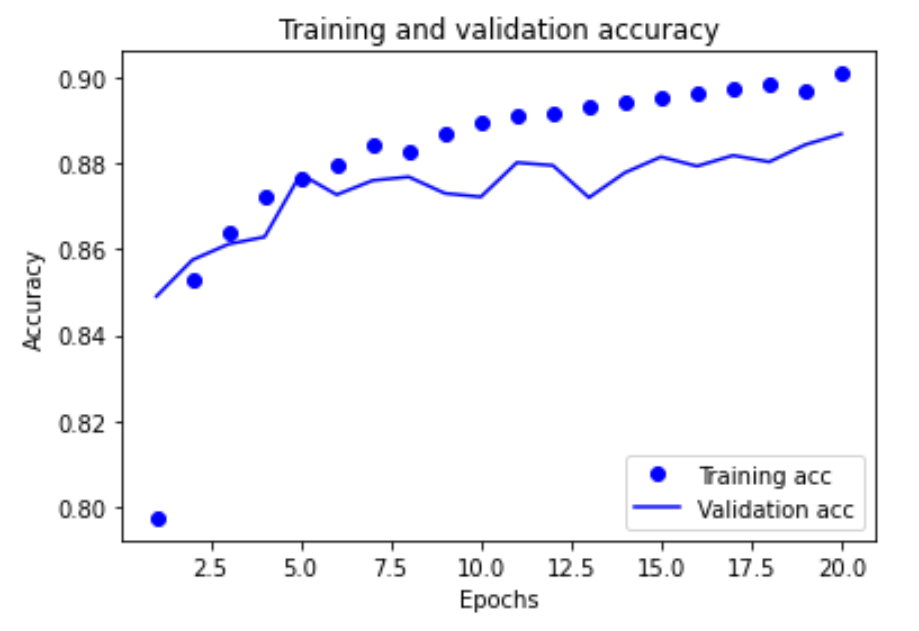 Training and validation accuracy
0.90
0.88
0.86
0.84
0.82
0.80
Accuracy
Training acc
Validation acc
2.5 5.0 7.5 10.0 12.5 15.0 17.5 20.0
Epochs